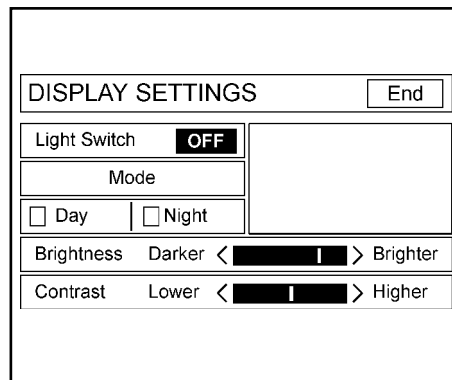 DISPLAY SETTINGS End
Light Switch OFF
Mode
Day Night
Brightness Darker < > Brighter
Contrast Lower < > Higher